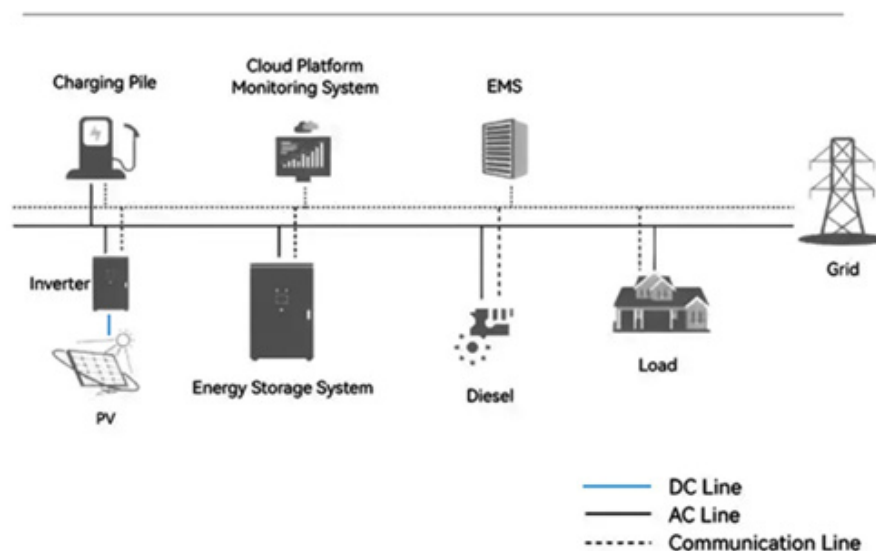 Charging Pile
Cloud Platform
Monitoring System
EMS
Inverter
Grid
PV
Energy Storage System
Diesel
Load
DC Line
AC Line
Communication Line